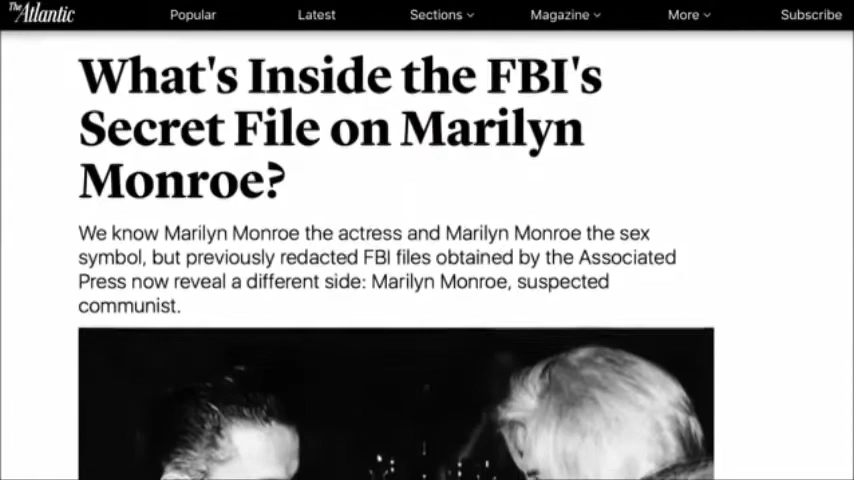 The Atlantic
Popular
Latest
Sections
Magazine
More
Subscribe
What's Inside the FBI's
Secret File on Marilyn
Monroe?
We know Marilyn Monroe the actress and Marilyn Monroe the sex
symbol, but previously redacted FBI files obtained by the Associated
Press now reveal a different side: Marilyn Monroe, suspected
communist.